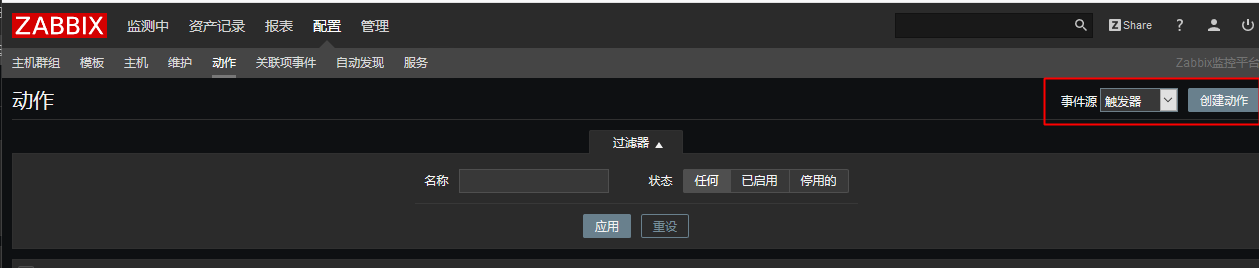 ZABBIX 监测中 资产记录 报表 配置 管理 Z Share ?
主机群组 模板 主机 维护 动作 关联项事件 自动发现 服务 Zabbix监控平台
动作 事件源 触发器 创建动作
过滤器
名称 状态 任何 已启用 停用的
应用 重设